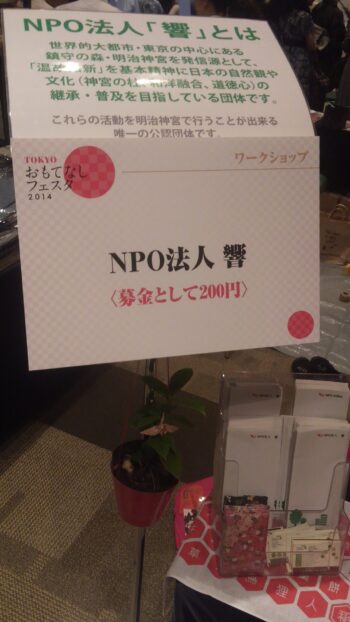 NPO法人「響」とは
世界的大都市・東京の中心にある
鎮守の森・明治神宮を発信源として、
「温故知新」を基本精神に日本の自然観や
文化(神宮の杜、和洋融合、道徳心)の
継承・普及を目指している団体です。
これらの活動を明治神宮で行うことが出来る
唯一の公認団体です。
TOKYO
おもてなし
フェスタ
2014
ワークショップ
NPO法人 響
〈募金として200円〉
NPO法人 響